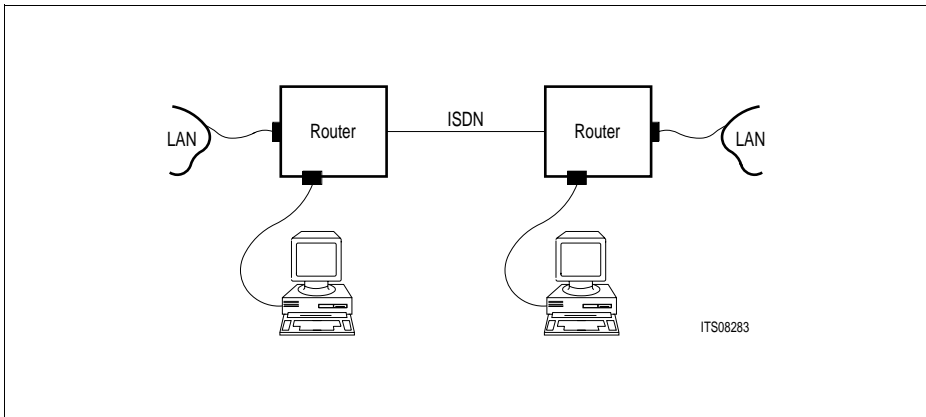 LAN
Router
ISDN
Router
LAN
ITS08283